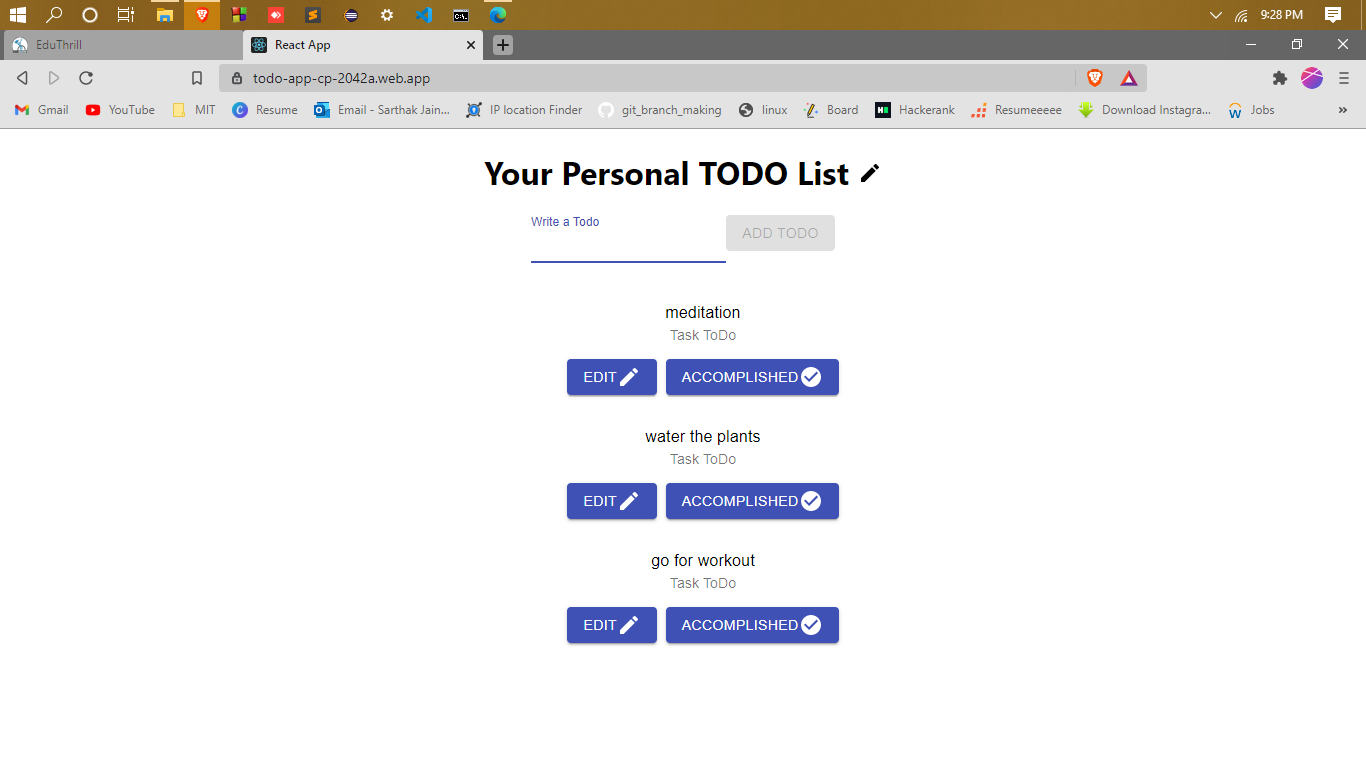 9:28 PM
EduThrill
React App
todo-app-cp-2042a.web.app
Gmail YouTube MIT Resume Email - Sarthak Jain... IP location Finder git_branch_making linux Board Hackerank Resumeeeee Download Instagra... Jobs »
Your Personal TODO List
Write a Todo
ADD TODO
meditation
Task ToDo
EDIT ACCOMPLISHED
water the plants
Task ToDo
EDIT ACCOMPLISHED
go for workout
Task ToDo
EDIT ACCOMPLISHED